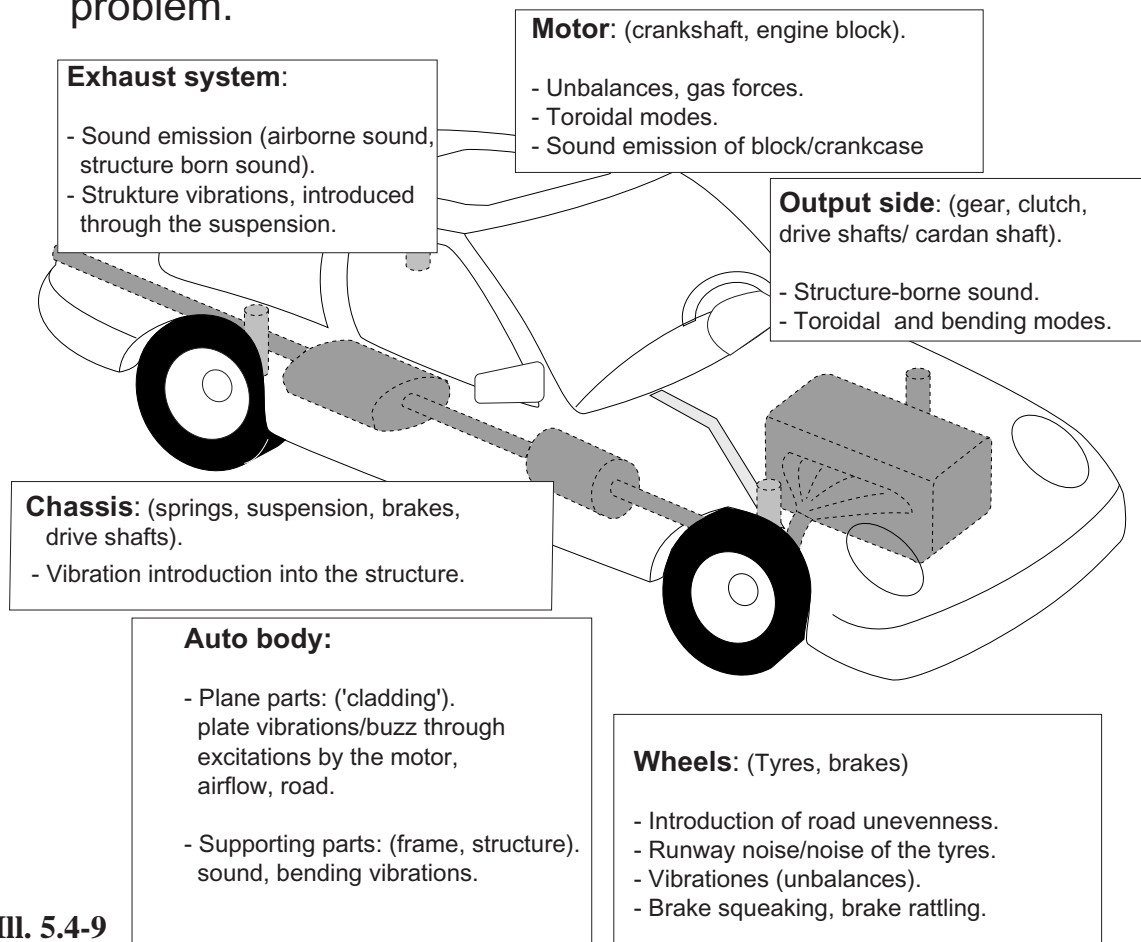 problem.
Motor: (crankshaft, engine block).
- Unbalances, gas forces.
- Toroidal modes.
- Sound emission of block/crankcase
Exhaust system:
- Sound emission (airborne sound,
structure born sound).
- Strukture vibrations, introduced
through the suspension.
Output side: (gear, clutch,
drive shafts/ cardan shaft).
- Structure-borne sound.
- Toroidal  and bending modes.
Chassis: (springs, suspension, brakes,
drive shafts).
- Vibration introduction into the structure.
Auto body:
- Plane parts: ('cladding').
plate vibrations/buzz through
excitations by the motor,
airflow, road.
- Supporting parts: (frame, structure).
sound, bending vibrations.
Wheels: (Tyres, brakes)
- Introduction of road unevenness.
- Runway noise/noise of the tyres.
- Vibrationes (unbalances).
- Brake squeaking, brake rattling.
Ill. 5.4-9